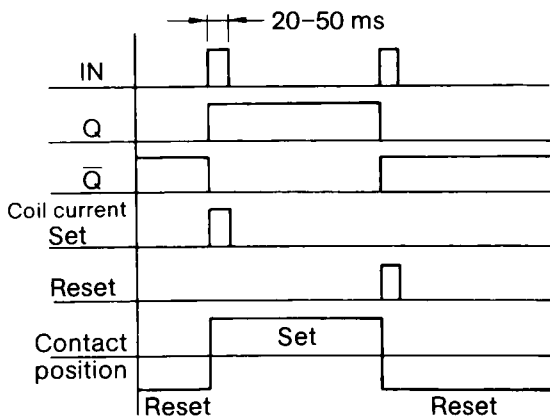 20-50 ms
IN
Q
Q̅
Coil current
Set
Reset
Contact
position
Set
Reset
Reset